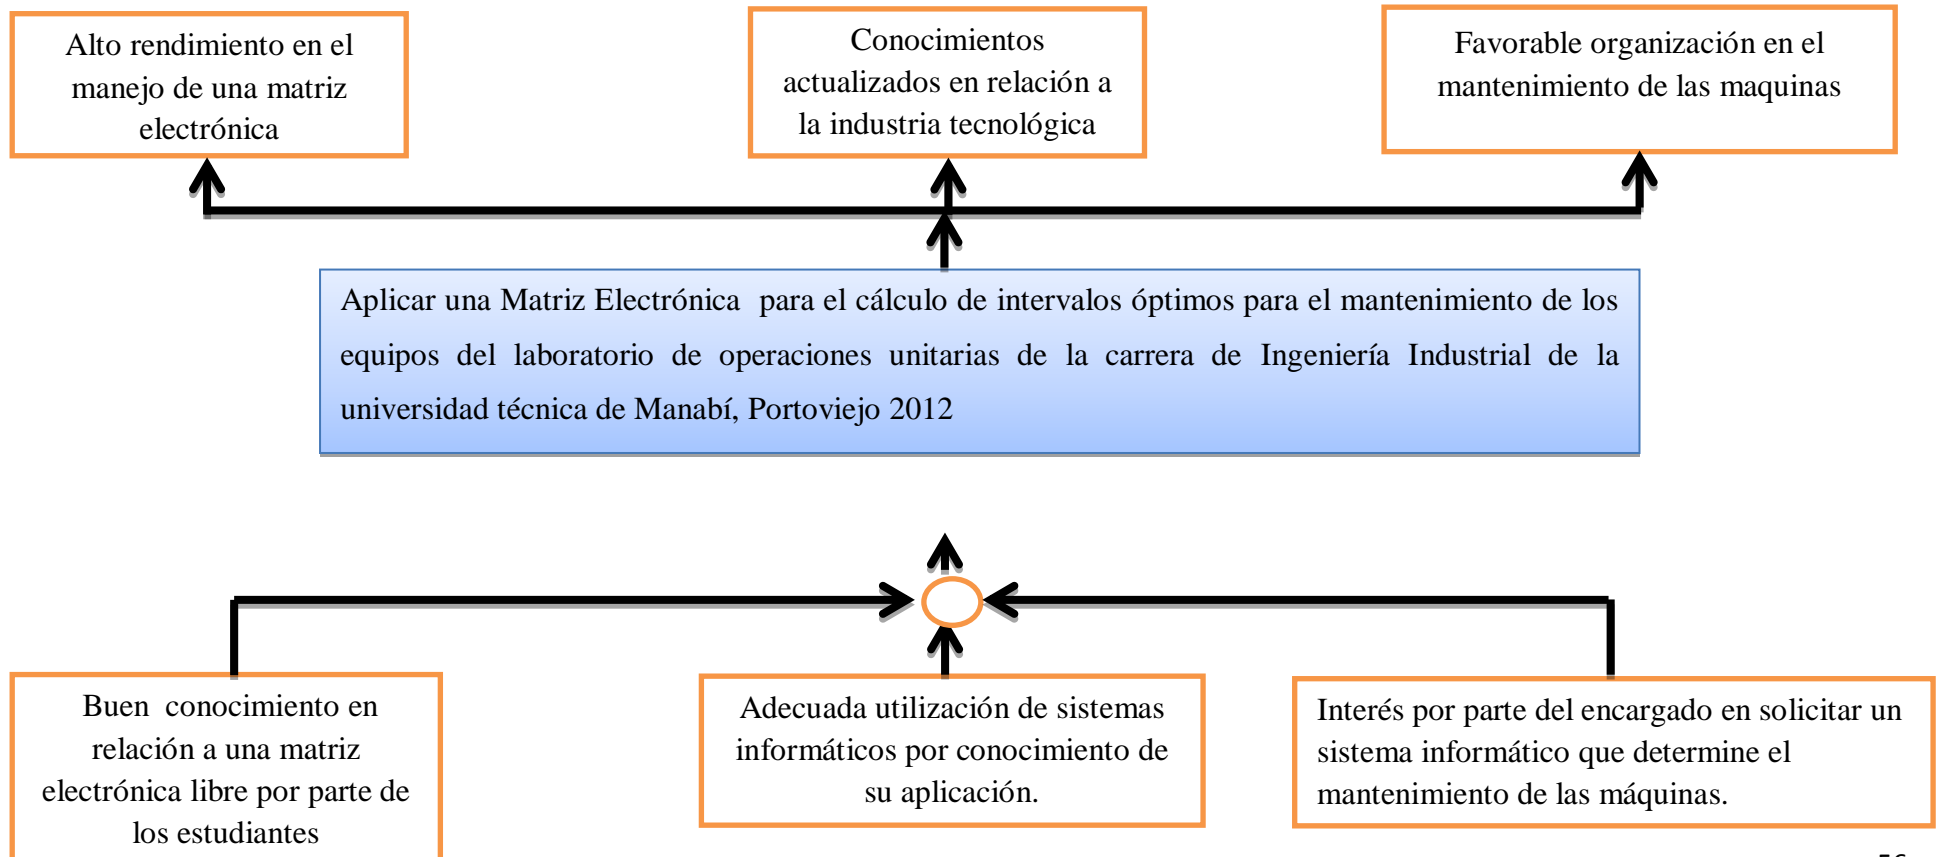 Alto rendimiento en el
manejo de una matriz
electrónica
Conocimientos
actualizados en relación a
la industria tecnológica
Favorable organización en el
mantenimiento de las maquinas
Aplicar una Matriz Electrónica para el cálculo de intervalos óptimos para el mantenimiento de los
equipos del laboratorio de operaciones unitarias de la carrera de Ingeniería Industrial de la
universidad técnica de Manabí, Portoviejo 2012
Buen conocimiento en
relación a una matriz
electrónica libre por parte de
los estudiantes
Adecuada utilización de sistemas
informáticos por conocimiento de
su aplicación.
Interés por parte del encargado en solicitar un
sistema informático que determine el
mantenimiento de las máquinas.